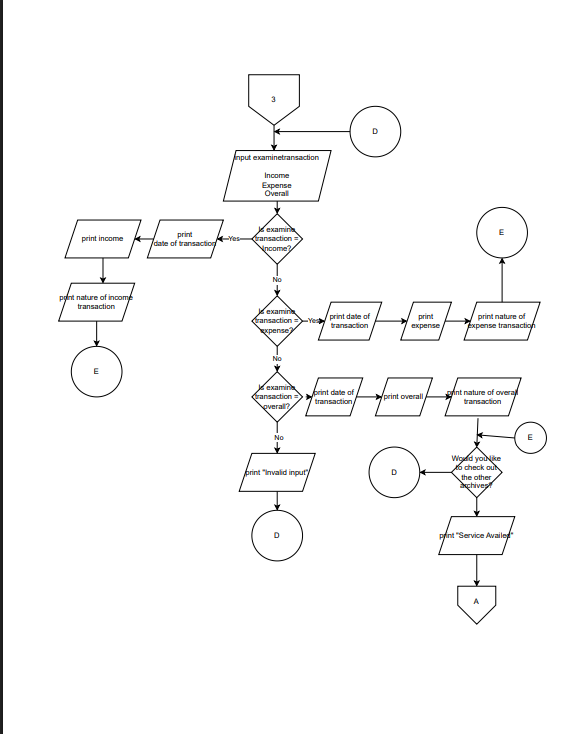 3
D
input examinetransaction
Income
Expense
Overall
Is examine
transaction =
Income?
Yes
print
date of transaction
print income
print nature of income
transaction
E
No
Is examine
transaction =
expense?
Yes
print date of
transaction
print
expense
print nature of
expense transaction
E
No
Is examine
transaction =
overall?
print date of
transaction
print overall
print nature of overall
transaction
E
No
print "Invalid input"
D
Would you like
to check out
the other
archives?
D
print "Service Availed"
A